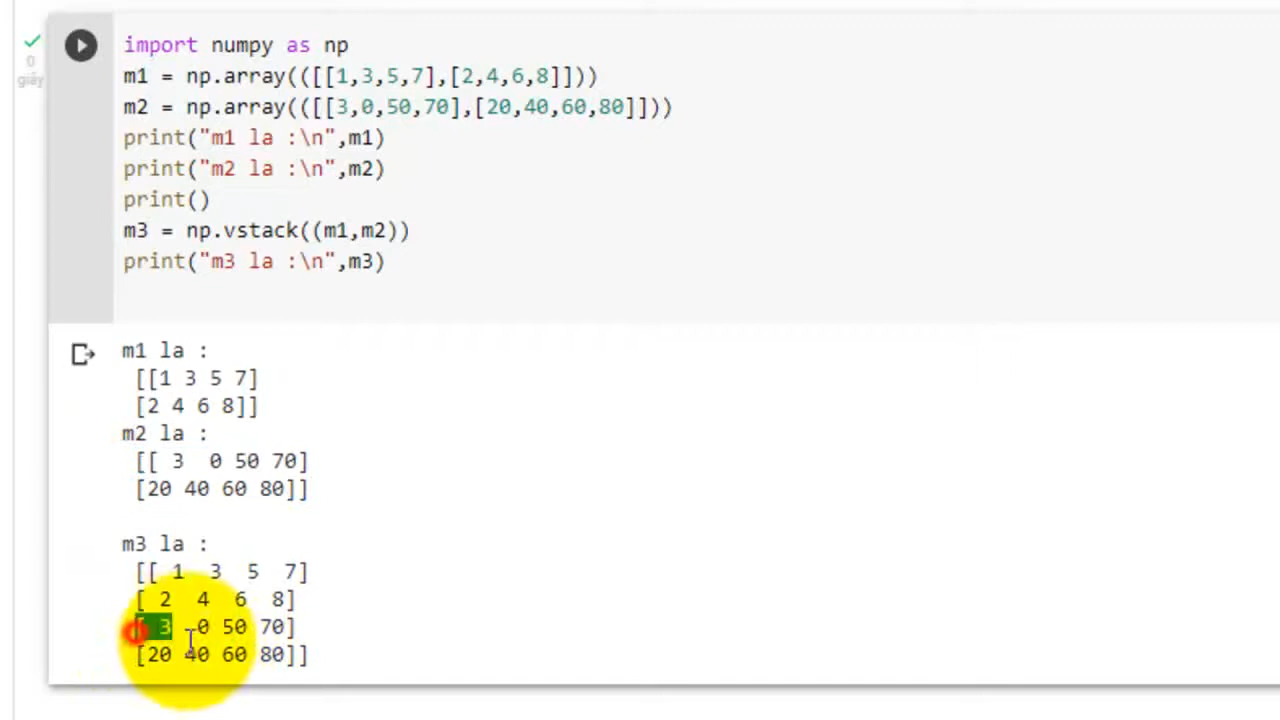 import numpy as np
m1 = np.array(([[1,3,5,7],[2,4,6,8]]))
m2 = np.array(([[3,0,50,70],[20,40,60,80]]))
print("m1 la :\n",m1)
print("m2 la :\n",m2)
print()
m3 = np.vstack((m1,m2))
print("m3 la :\n",m3)
0
giây
m1 la :
[[1 3 5 7]
[2 4 6 8]]
m2 la :
[[ 3  0 50 70]
[20 40 60 80]]
m3 la :
[[ 1  3  5  7]
[ 2  4  6  8]
[ 3  0 50 70]
[20 40 60 80]]